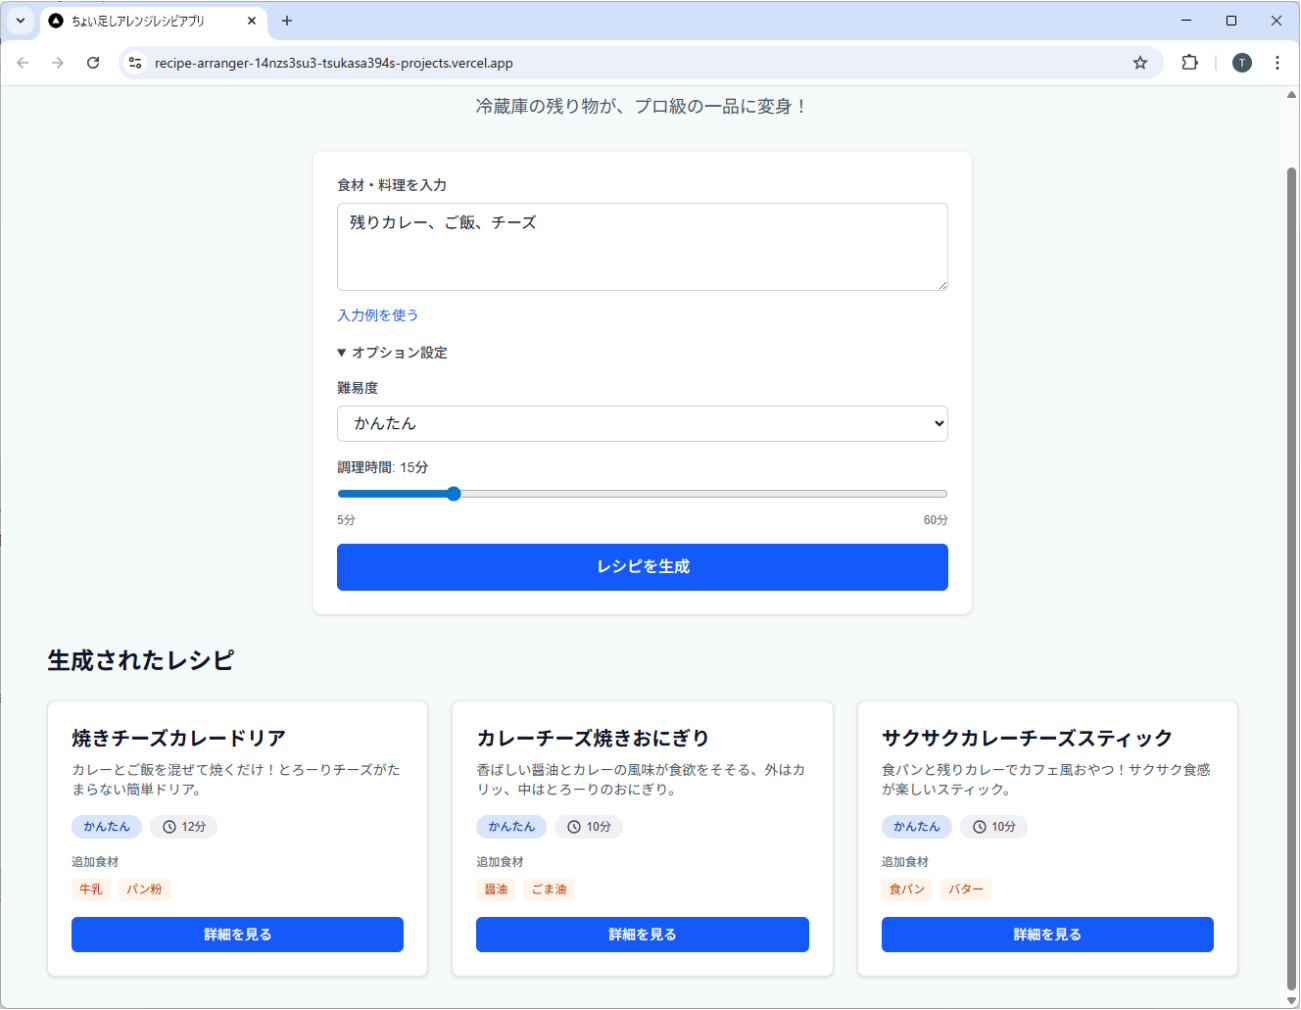 ちょい足しアレンジレシピアプリ
recipe-arranger-14nzs3su3-tsukasa394s-projects.vercel.app
T
冷蔵庫の残り物が、プロ級の一品に変身！
食材・料理を入力
残りカレー、ご飯、チーズ
入力例を使う
▼ オプション設定
難易度
かんたん
調理時間: 15分
5分 60分
レシピを生成
生成されたレシピ
焼きチーズカレードリア
カレーとご飯を混ぜて焼くだけ！とろーりチーズがた
まらない簡単ドリア。
かんたん 12分
追加食材
牛乳 パン粉
詳細を見る
カレーチーズ焼きおにぎり
香ばしい醤油とカレーの風味が食欲をそそる、外はカ
リッ、中はとろーりのおにぎり。
かんたん 10分
追加食材
醤油 ごま油
詳細を見る
サクサクカレーチーズスティック
食パンと残りカレーでカフェ風おやつ！サクサク食感
が楽しいスティック。
かんたん 10分
追加食材
食パン バター
詳細を見る